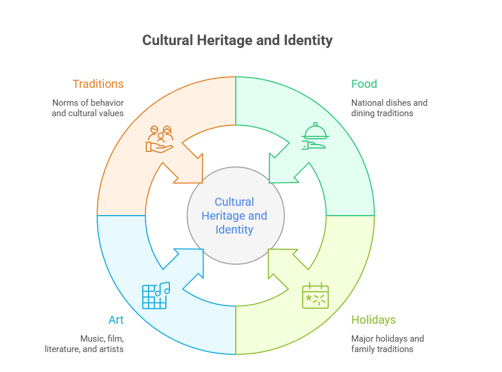 Cultural Heritage and Identity
Traditions
Norms of behavior
and cultural values
Food
National dishes and
dining traditions
Cultural
Heritage and
Identity
Art
Music, film,
literature, and artists
Holidays
Major holidays and
family traditions